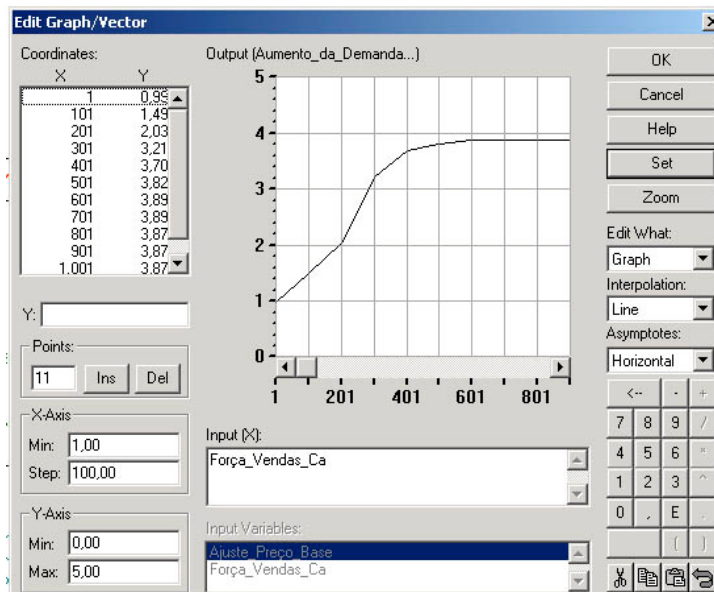 Edit Graph/Vector
Coordinates:
X Y
1 0,99
101 1,49
201 2,03
301 3,21
401 3,70
501 3,82
601 3,89
701 3,89
801 3,87
901 3,87
1.001 3,87
Y:
Points:
11 Ins Del
X-Axis
Min: 1,00
Step: 100,00
Y-Axis
Min: 0,00
Max: 5,00
Output (Aumento_da_Demanda...)
5
4
3
2
1
0
1 201 401 601 801
Input (X):
Força_Vendas_Ca
Input Variables:
Ajuste_Preço_Base
Força_Vendas_Ca
OK
Cancel
Help
Set
Zoom
Edit What:
Graph
Interpolation:
Line
Asymptotes:
Horizontal
<-- - +
7 8 9 /
4 5 6 *
1 2 3 ^
0 , E .
( )